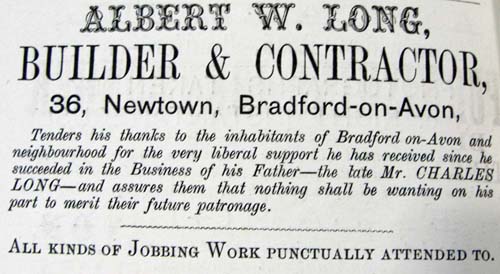 ALBERT W. LONG,
BUILDER & CONTRACTOR,
36, Newtown, Bradford-on-Avon,
Tenders his thanks to the inhabitants of Bradford on-Avon and
neighbourhood for the very liberal support he has received since he
succeeded in the Business of his Father—the late Mr. CHARLES
LONG—and assures them that nothing shall be wanting on his
part to merit their future patronage.
ALL KINDS OF JOBBING WORK PUNCTUALLY ATTENDED TO.